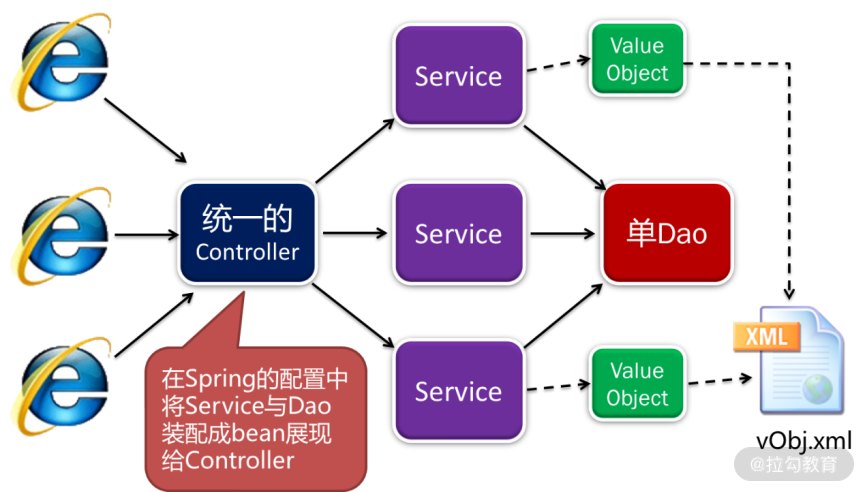 Service
Value
Object
统一的
Controller
Service
单Dao
在Spring的配置中
将Service与Dao
装配成bean展现
给Controller
Service
Value
Object
XML
vObj.xml
@拉勾教育